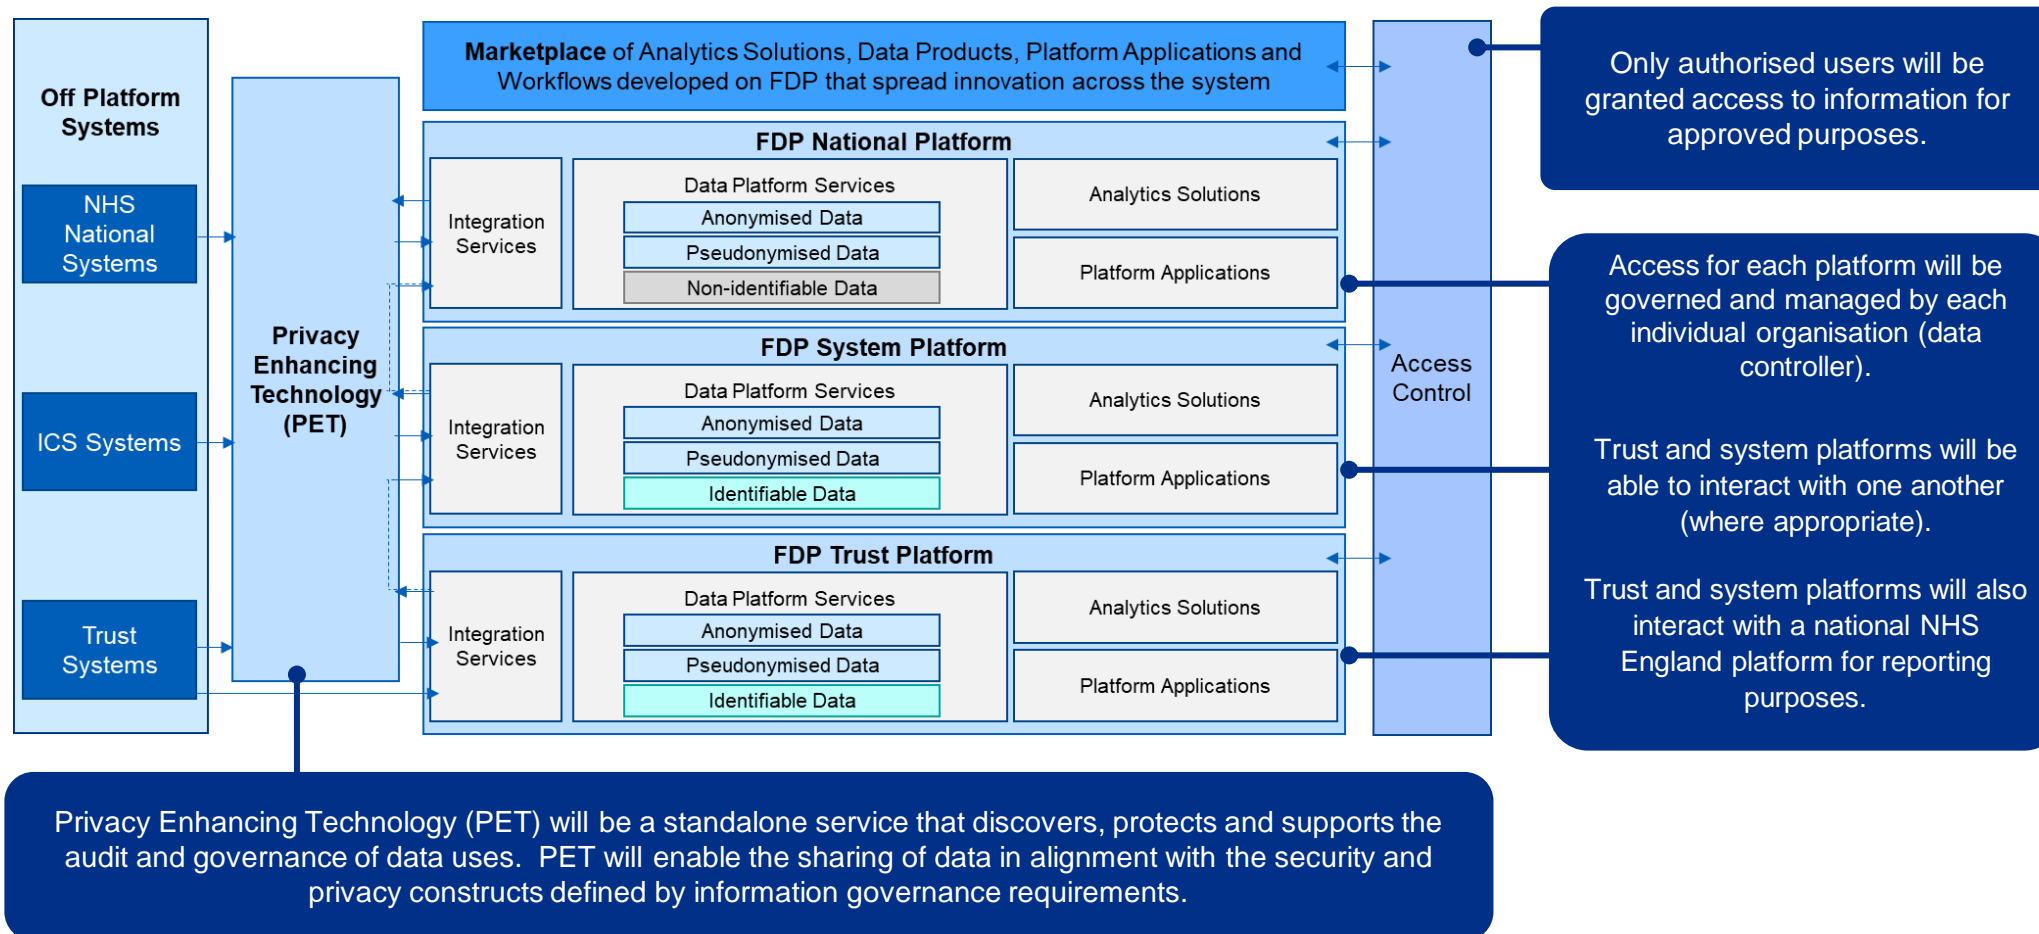 Off Platform
Systems
NHS
National
Systems
ICS Systems
Trust
Systems
Privacy
Enhancing
Technology
(PET)
Marketplace of Analytics Solutions, Data Products, Platform Applications and
Workflows developed on FDP that spread innovation across the system
FDP National Platform
Integration
Services
Data Platform Services
Anonymised Data
Pseudonymised Data
Non-identifiable Data
Analytics Solutions
Platform Applications
FDP System Platform
Integration
Services
Data Platform Services
Anonymised Data
Pseudonymised Data
Identifiable Data
Analytics Solutions
Platform Applications
FDP Trust Platform
Integration
Services
Data Platform Services
Anonymised Data
Pseudonymised Data
Identifiable Data
Analytics Solutions
Platform Applications
Access
Control
Only authorised users will be
granted access to information for
approved purposes.
Access for each platform will be
governed and managed by each
individual organisation (data
controller).
Trust and system platforms will be
able to interact with one another
(where appropriate).
Trust and system platforms will also
interact with a national NHS
England platform for reporting
purposes.
Privacy Enhancing Technology (PET) will be a standalone service that discovers, protects and supports the
audit and governance of data uses.  PET will enable the sharing of data in alignment with the security and
privacy constructs defined by information governance requirements.